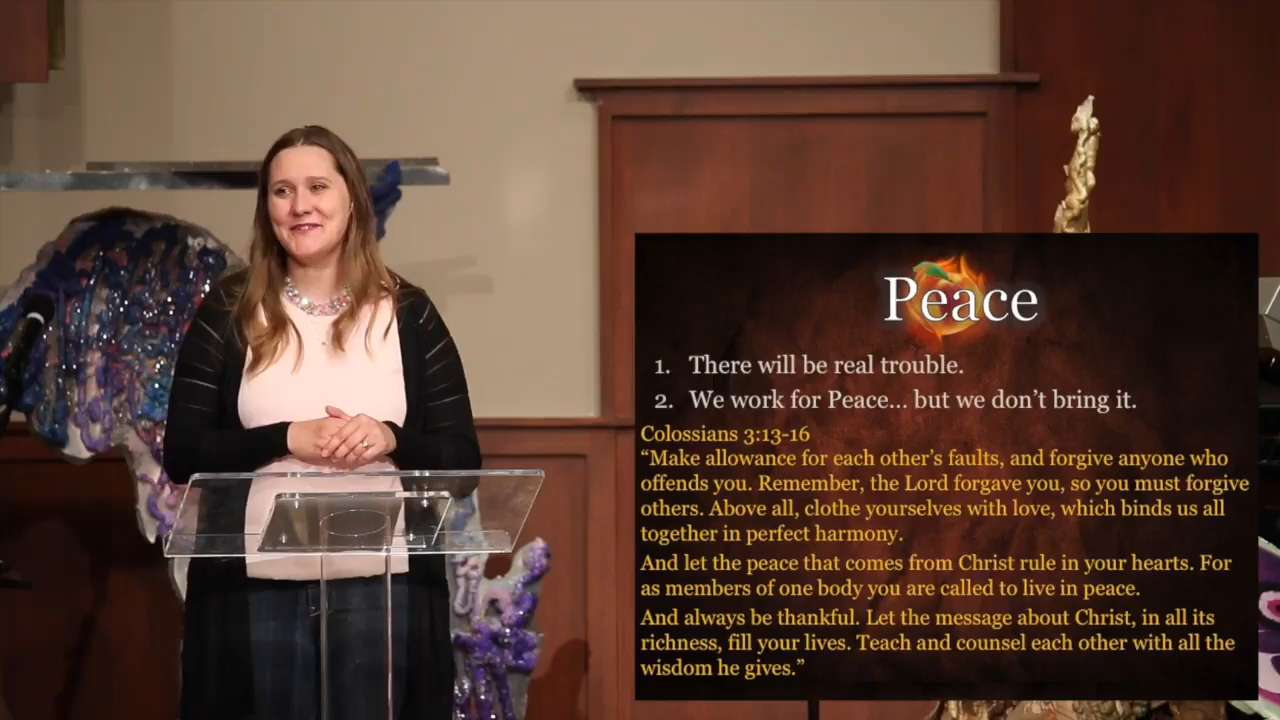 Peace
1. There will be real trouble.
2. We work for Peace... but we don't bring it.
Colossians 3:13-16
“Make allowance for each other’s faults, and forgive anyone who
offends you. Remember, the Lord forgave you, so you must forgive
others. Above all, clothe yourselves with love, which binds us all
together in perfect harmony.
And let the peace that comes from Christ rule in your hearts. For
as members of one body you are called to live in peace.
And always be thankful. Let the message about Christ, in all its
richness, fill your lives. Teach and counsel each other with all the
wisdom he gives.”